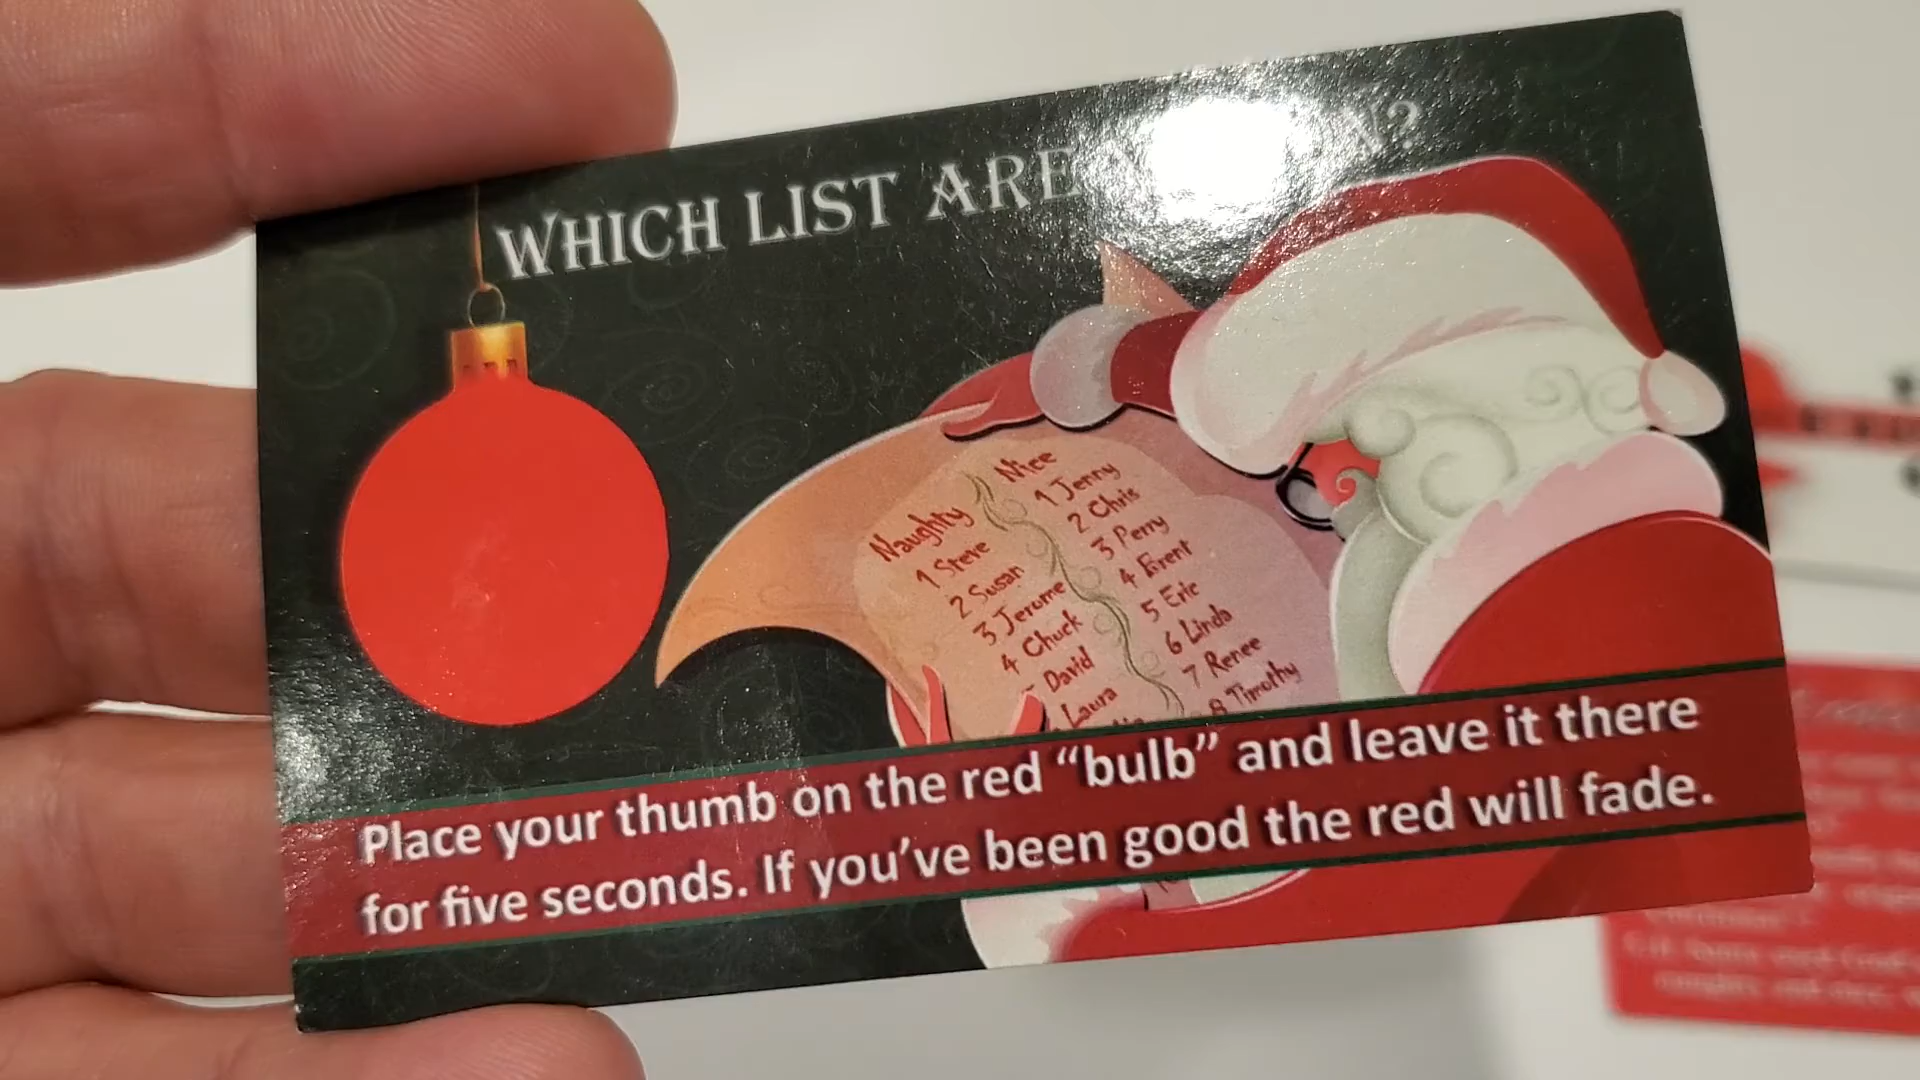 WHICH LIST ARE
Naughty
1 Steve
2 Susan
3 Jerome
4 Chuck
David
Laura
Nice
1 Jenny
2 Chris
3 Perry
4 Brent
5 Eric
6 Linda
7 Renee
8 Timothy
Place your thumb on the red “bulb” and leave it there
for five seconds. If you’ve been good the red will fade.